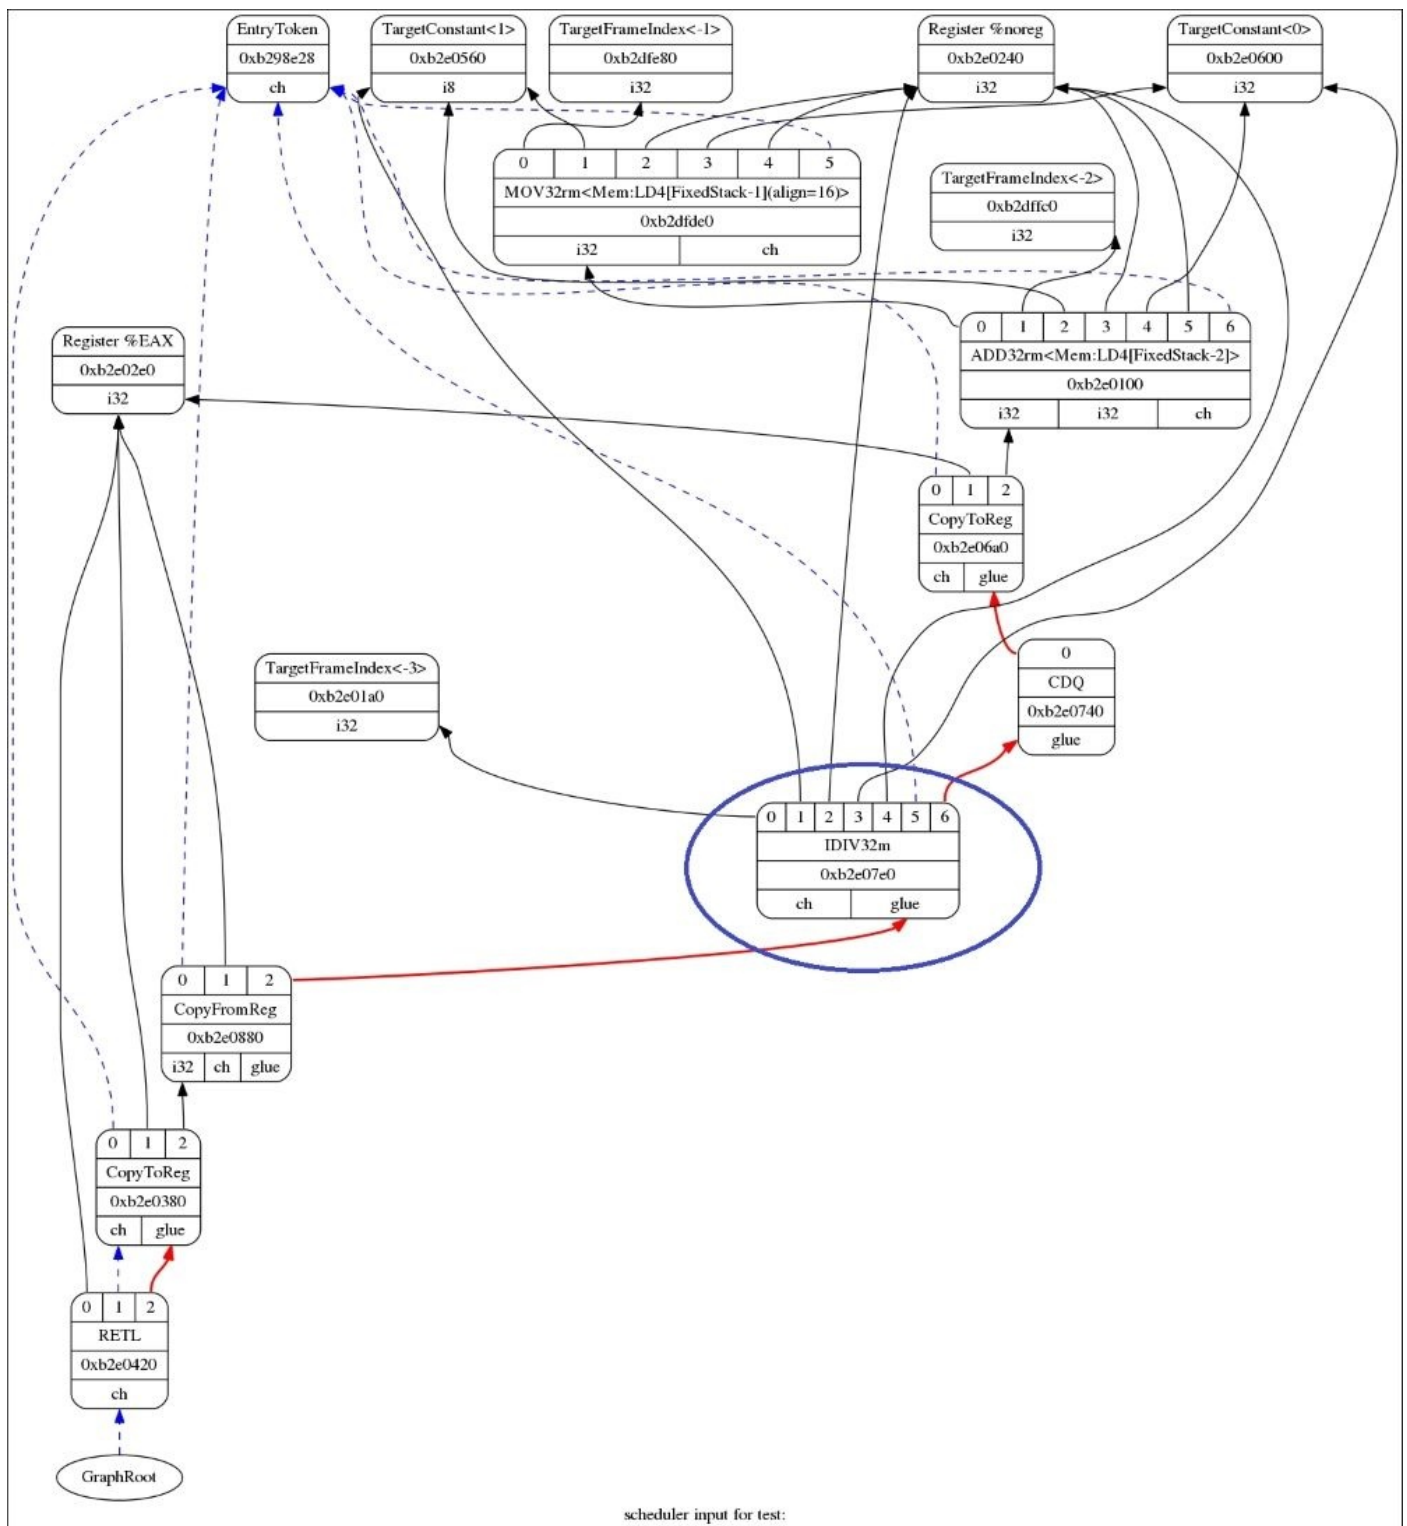 EntryToken
0xb298e28
ch
TargetConstant<1>
0xb2e0560
i8
TargetFrameIndex<-1>
0xb2dfe80
i32
Register %noreg
0xb2e0240
i32
TargetConstant<0>
0xb2e0600
i32
0 1 2 3 4 5
MOV32rm<Mem:LD4[FixedStack-1](align=16)>
0xb2dfde0
i32 ch
TargetFrameIndex<-2>
0xb2dffc0
i32
0 1 2 3 4 5 6
ADD32rm<Mem:LD4[FixedStack-2]>
0xb2e0100
i32 i32 ch
Register %EAX
0xb2e02e0
i32
0 1 2
CopyToReg
0xb2e06a0
ch glue
0
CDQ
0xb2e0740
glue
TargetFrameIndex<-3>
0xb2e01a0
i32
0 1 2 3 4 5 6
IDIV32m
0xb2e07e0
ch glue
0 1 2
CopyFromReg
0xb2e0880
i32 ch glue
0 1 2
CopyToReg
0xb2e0380
ch glue
0 1 2
RETL
0xb2e0420
ch
GraphRoot
scheduler input for test: